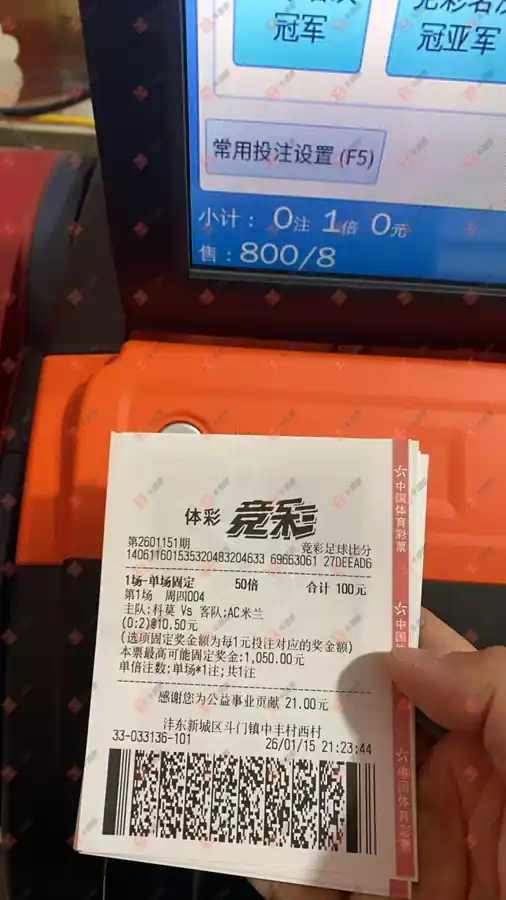 冠军
冠亚军
常用投注设置 (F5)
小计： 0注 1倍 0元
售：800/8
体彩 竞彩
第2601151期
竞彩足球比分
140611601535320483204633 69663061 27DEEAD6
1场-单场固定 50倍 合计 100元
第1场 周四004
主队:科莫 Vs 客队:AC米兰
(0:2)@10.50元
(选项固定奖金额为每1元投注对应的奖金额)
本票最高可能固定奖金:1,050.00元
单倍注数:单场*1注;共1注
感谢您为公益事业贡献 21.00元
沣东新城区斗门镇中丰村西村
33-033136-101 26/01/15 21:23:44
中国体育彩票
中国
中国体育彩票